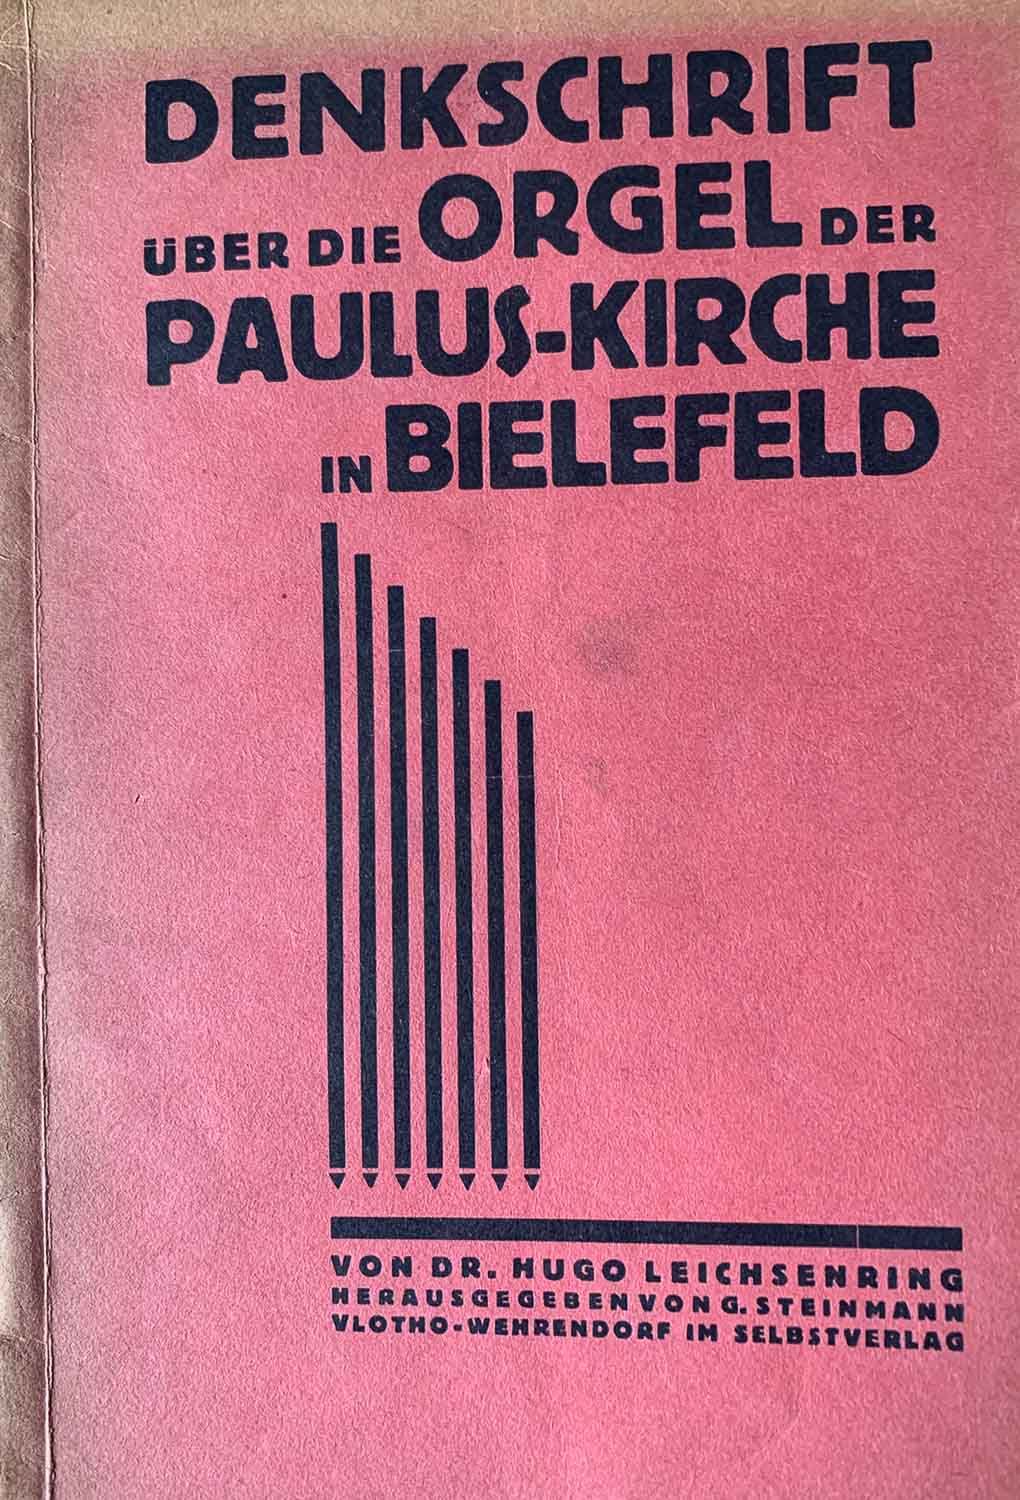 DENKSCHRIFT
ÜBER DIE ORGEL DER
PAULUS-KIRCHE
IN BIELEFELD
VON DR. HUGO LEICHSENRING
HERAUSGEGEBEN VON G. STEINMANN
VLOTHO-WEHRENDORF IM SELBSTVERLAG